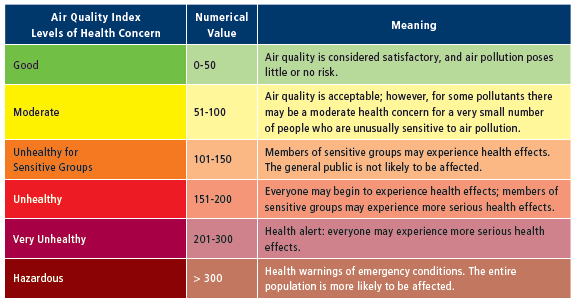 Air Quality Index
Levels of Health Concern
Numerical
Value
Meaning
Good
0-50
Air quality is considered satisfactory, and air pollution poses
little or no risk.
Moderate
51-100
Air quality is acceptable; however, for some pollutants there
may be a moderate health concern for a very small number
of people who are unusually sensitive to air pollution.
Unhealthy for
Sensitive Groups
101-150
Members of sensitive groups may experience health effects.
The general public is not likely to be affected.
Unhealthy
151-200
Everyone may begin to experience health effects; members of
sensitive groups may experience more serious health effects.
Very Unhealthy
201-300
Health alert: everyone may experience more serious health
effects.
Hazardous
> 300
Health warnings of emergency conditions. The entire
population is more likely to be affected.